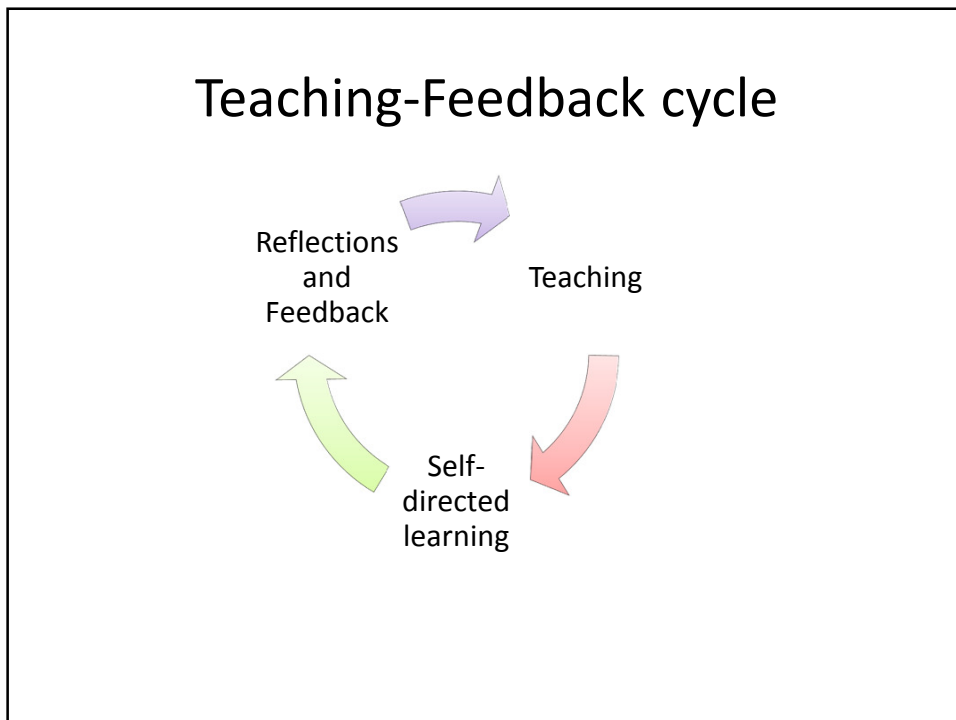 Teaching-Feedback cycle
Reflections
and
Feedback
Teaching
Self-
directed
learning